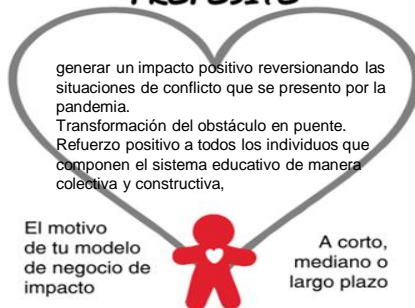 PROPÓSITO
generar un impacto positivo reversionando las
situaciones de conflicto que se presento por la
pandemia.
Transformación del obstáculo en puente.
Refuerzo positivo a todos los individuos que
componen el sistema educativo de manera
colectiva y constructiva,
El motivo
de tu modelo
de negocio de
impacto
A corto,
mediano o
largo plazo